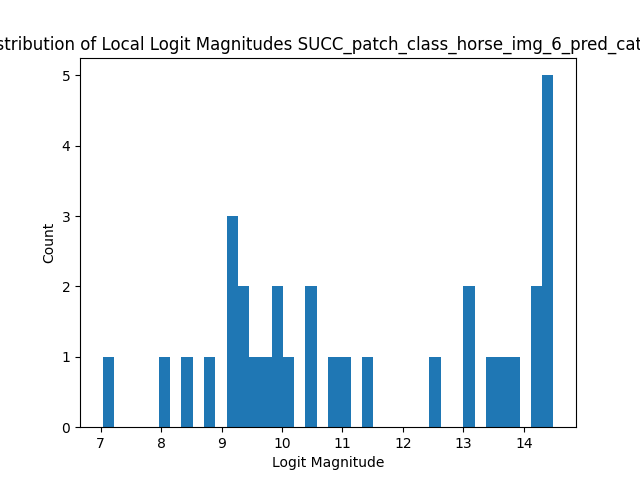 stribution of Local Logit Magnitudes SUCC_patch_class_horse_img_6_pred_cat
5
4
3
2
1
0
Count
7 8 9 10 11 12 13 14
Logit Magnitude